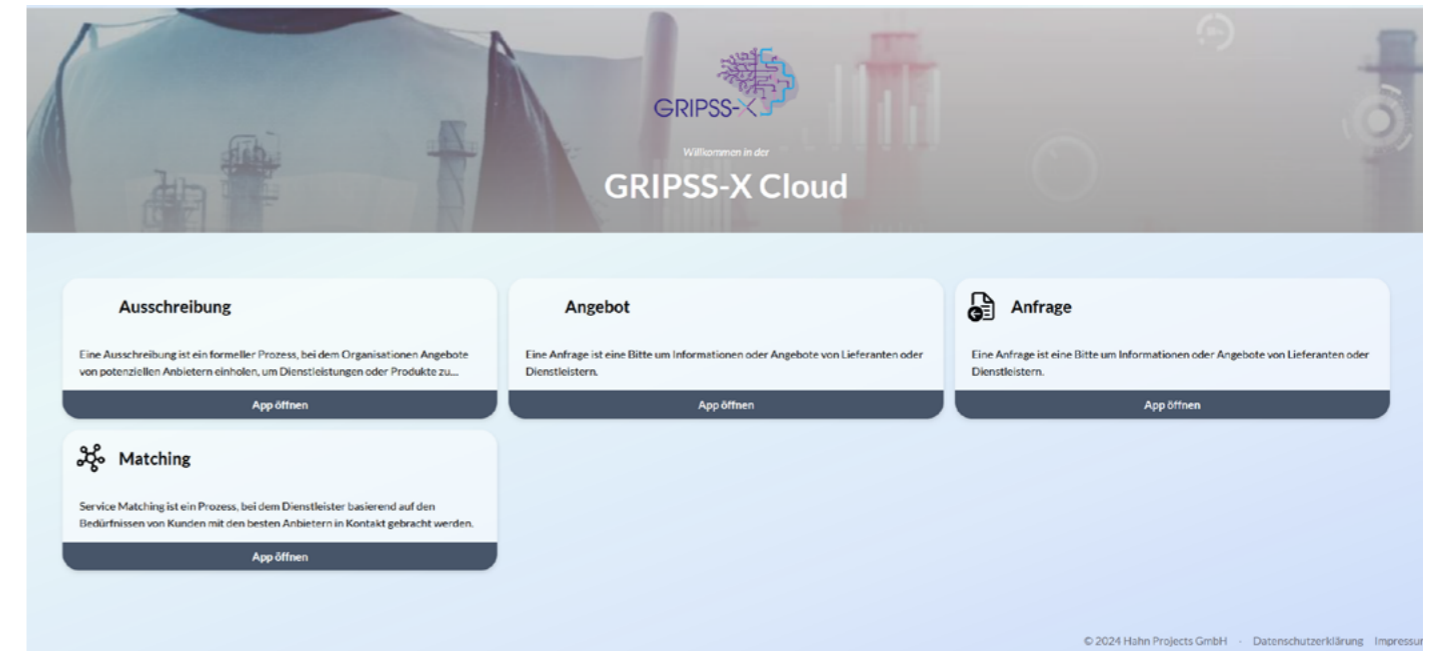 GRIPSS-X
Willkommen in der
GRIPSS-X Cloud
Ausschreibung
Eine Ausschreibung ist ein formeller Prozess, bei dem Organisationen Angebote
von potenziellen Anbietern einholen, um Dienstleistungen oder Produkte zu...
App öffnen
Angebot
Eine Anfrage ist eine Bitte um Informationen oder Angebote von Lieferanten oder
Dienstleistern.
App öffnen
Anfrage
Eine Anfrage ist eine Bitte um Informationen oder Angebote von Lieferanten oder
Dienstleistern.
App öffnen
Matching
Service Matching ist ein Prozess, bei dem Dienstleister basierend auf den
Bedürfnissen von Kunden mit den besten Anbietern in Kontakt gebracht werden.
App öffnen
© 2024 Hahn Projects GmbH - Datenschutzerklärung Impressu